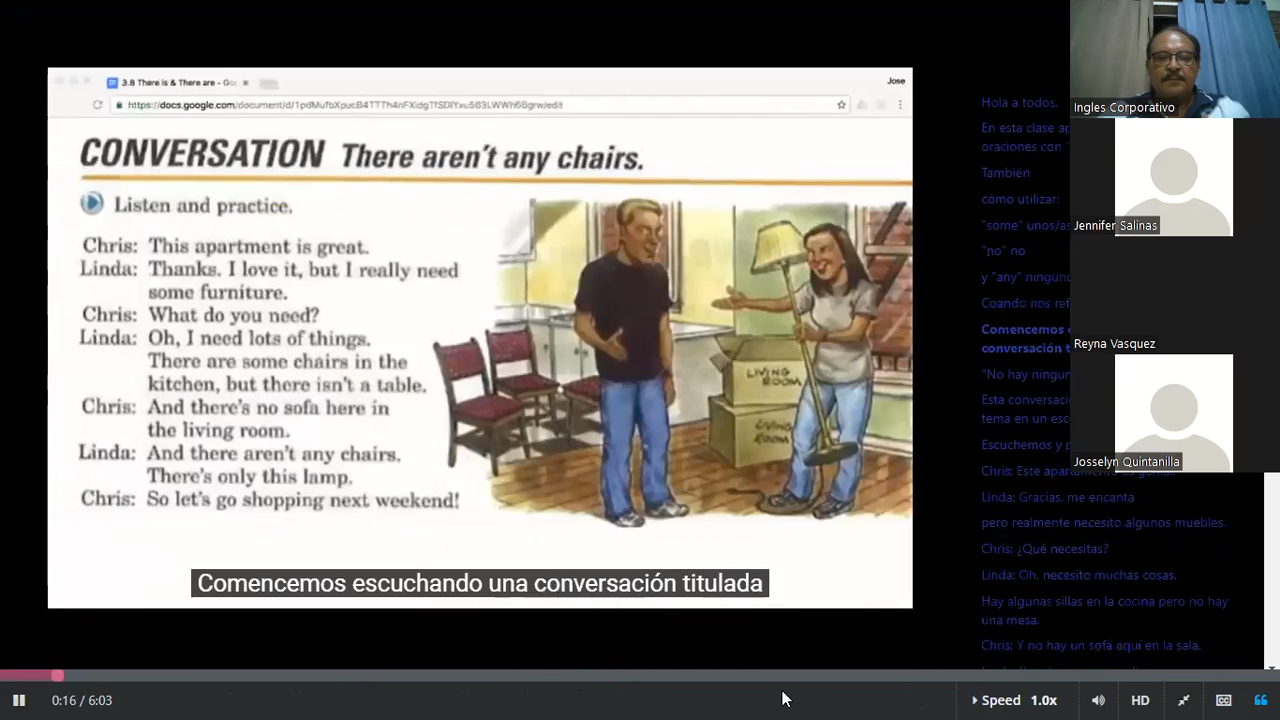 3.8 There is & There are - Go
Jose
https://docs.google.com/document/d/1pdMufbXpucB4TTTh4nFXidgTfSDIYxu563LWWh66grw/edit
CONVERSATION There aren't any chairs.
Listen and practice.
Chris: This apartment is great.
Linda: Thanks. I love it, but I really need
some furniture.
Chris: What do you need?
Linda: Oh, I need lots of things.
There are some chairs in the
kitchen, but there isn't a table.
Chris: And there's no sofa here in
the living room.
Linda: And there aren't any chairs.
There's only this lamp.
Chris: So let's go shopping next weekend!
LIVING
ROOM
LIVING
ROOM
Comencemos escuchando una conversación titulada
0:16 / 6:03
Speed 1.0x
HD
CC
Ingles Corporativo
Jennifer Salinas
Reyna Vasquez
Josselyn Quintanilla
Hola a todos.
En esta clase
oraciones con
También
cómo utilizar:
"some" unos/as
"no" no
y "any"
Cuando nos
Comencemos
conversación
"No hay
Esta
tema en un
Escuchemos y
Chris: Este
Linda: Gracias, me encanta
pero realmente necesito algunos muebles.
Chris: ¿Qué necesitas?
Linda: Oh, necesito muchas cosas.
Hay algunas sillas en la cocina pero no hay
una mesa.
Chris: Y no hay un sofa aquí en la sala.